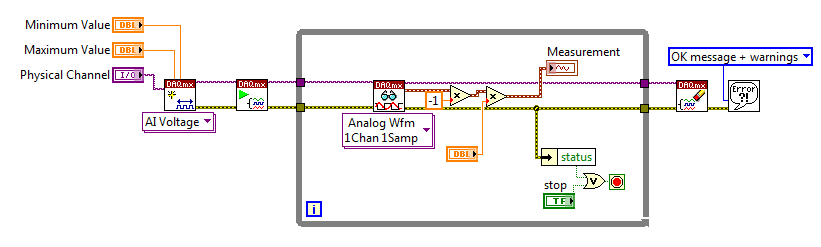 Minimum Value
DBL
Maximum Value
DBL
Physical Channel
I/O
DAQmx
AI Voltage
DAQmx
DAQmx
Analog Wfm
1Chan 1Samp
-1
DBL
Measurement
status
stop
TF
i
OK message + warnings
DAQmx
Error
?!